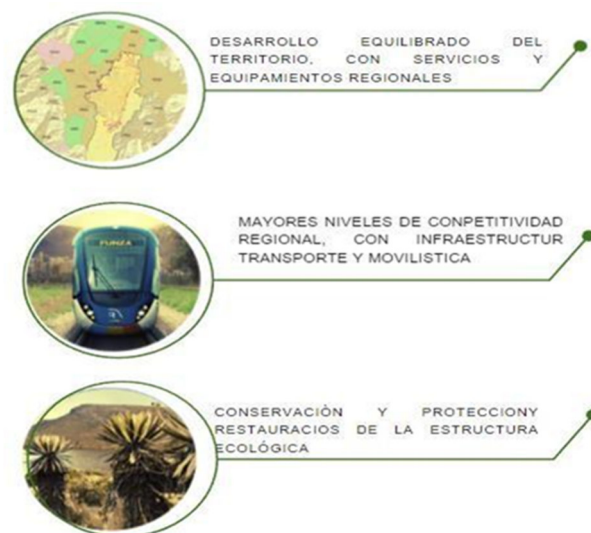 DESARROLLO EQUILIBRADO DEL
TERRITORIO, CON SERVICIOS Y
EQUIPAMIENTOS REGIONALES
FUNZA
MAYORES NIVELES DE CONPETITIVIDAD
REGIONAL, CON INFRAESTRUCTUR
TRANSPORTE Y MOVILISTICA
CONSERVACIÒN Y PROTECCIONY
RESTAURACIOS DE LA ESTRUCTURA
ECOLÓGICA